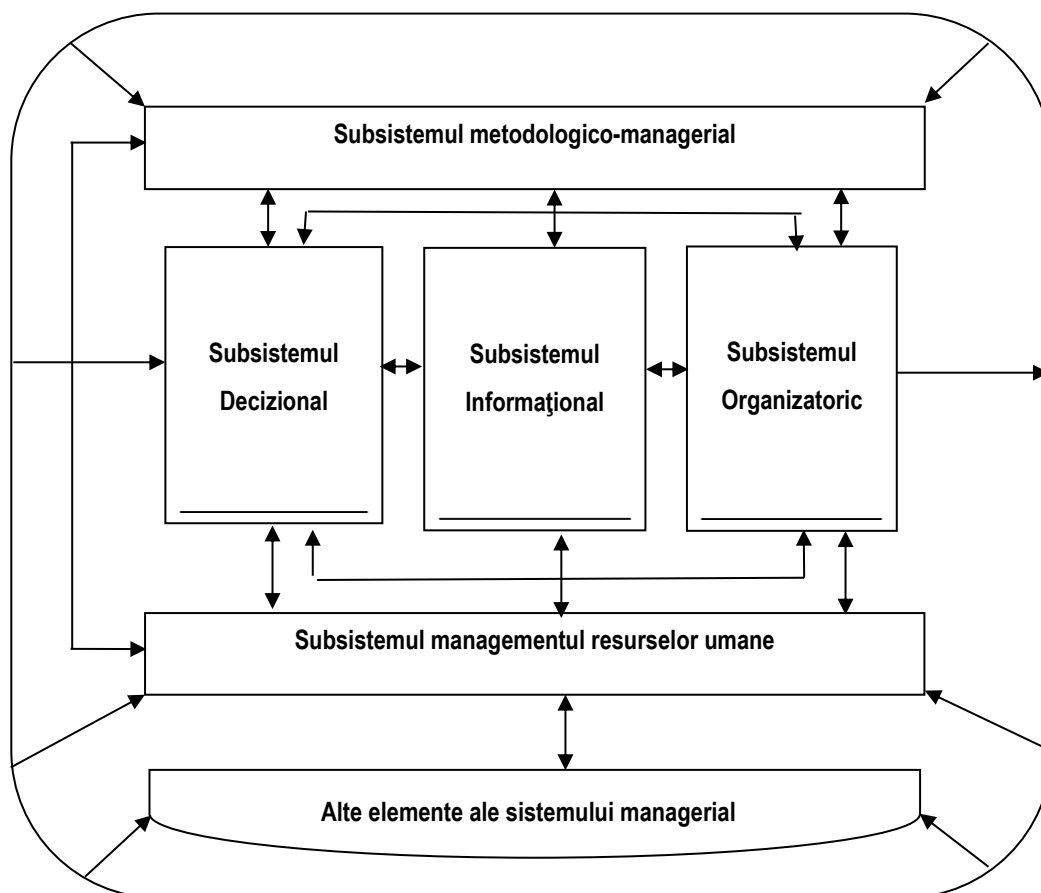 Subsistemul metodologico-managerial
Subsistemul
Decizional
Subsistemul
Informaţional
Subsistemul
Organizatoric
Subsistemul managementul resurselor umane
Alte elemente ale sistemului managerial